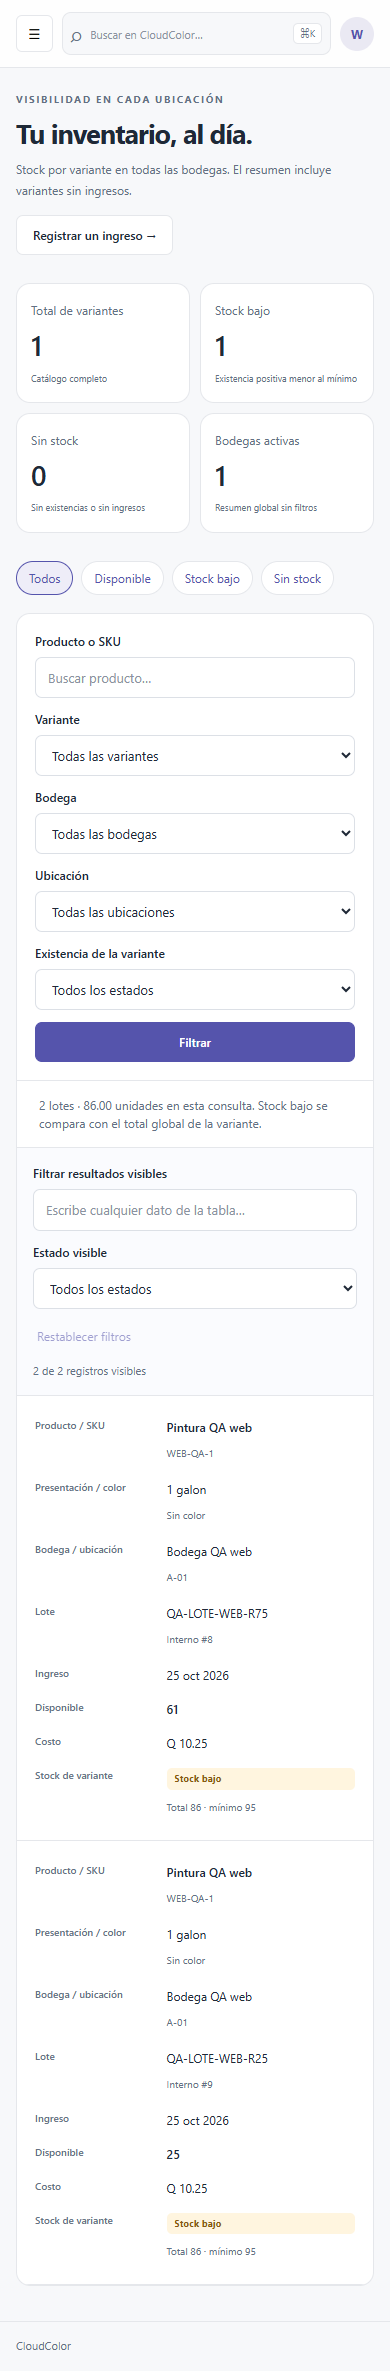 ☰
Buscar en CloudColor...
⌘K
W
VISIBILIDAD EN CADA UBICACIÓN
Tu inventario, al día.
Stock por variante en todas las bodegas. El resumen incluye
variantes sin ingresos.
Registrar un ingreso →
Total de variantes
1
Catálogo completo
Stock bajo
1
Existencia positiva menor al mínimo
Sin stock
0
Sin existencias o sin ingresos
Bodegas activas
1
Resumen global sin filtros
Todos
Disponible
Stock bajo
Sin stock
Producto o SKU
Buscar producto...
Variante
Todas las variantes
Bodega
Todas las bodegas
Ubicación
Todas las ubicaciones
Existencia de la variante
Todos los estados
Filtrar
2 lotes · 86.00 unidades en esta consulta. Stock bajo se
compara con el total global de la variante.
Filtrar resultados visibles
Escribe cualquier dato de la tabla...
Estado visible
Todos los estados
Restablecer filtros
2 de 2 registros visibles
Producto / SKU
Pintura QA web
WEB-QA-1
Presentación / color
1 galon
Sin color
Bodega / ubicación
Bodega QA web
A-01
Lote
QA-LOTE-WEB-R75
Interno #8
Ingreso
25 oct 2026
Disponible
61
Costo
Q 10.25
Stock de variante
Stock bajo
Total 86 · mínimo 95
Producto / SKU
Pintura QA web
WEB-QA-1
Presentación / color
1 galon
Sin color
Bodega / ubicación
Bodega QA web
A-01
Lote
QA-LOTE-WEB-R25
Interno #9
Ingreso
25 oct 2026
Disponible
25
Costo
Q 10.25
Stock de variante
Stock bajo
Total 86 · mínimo 95
CloudColor